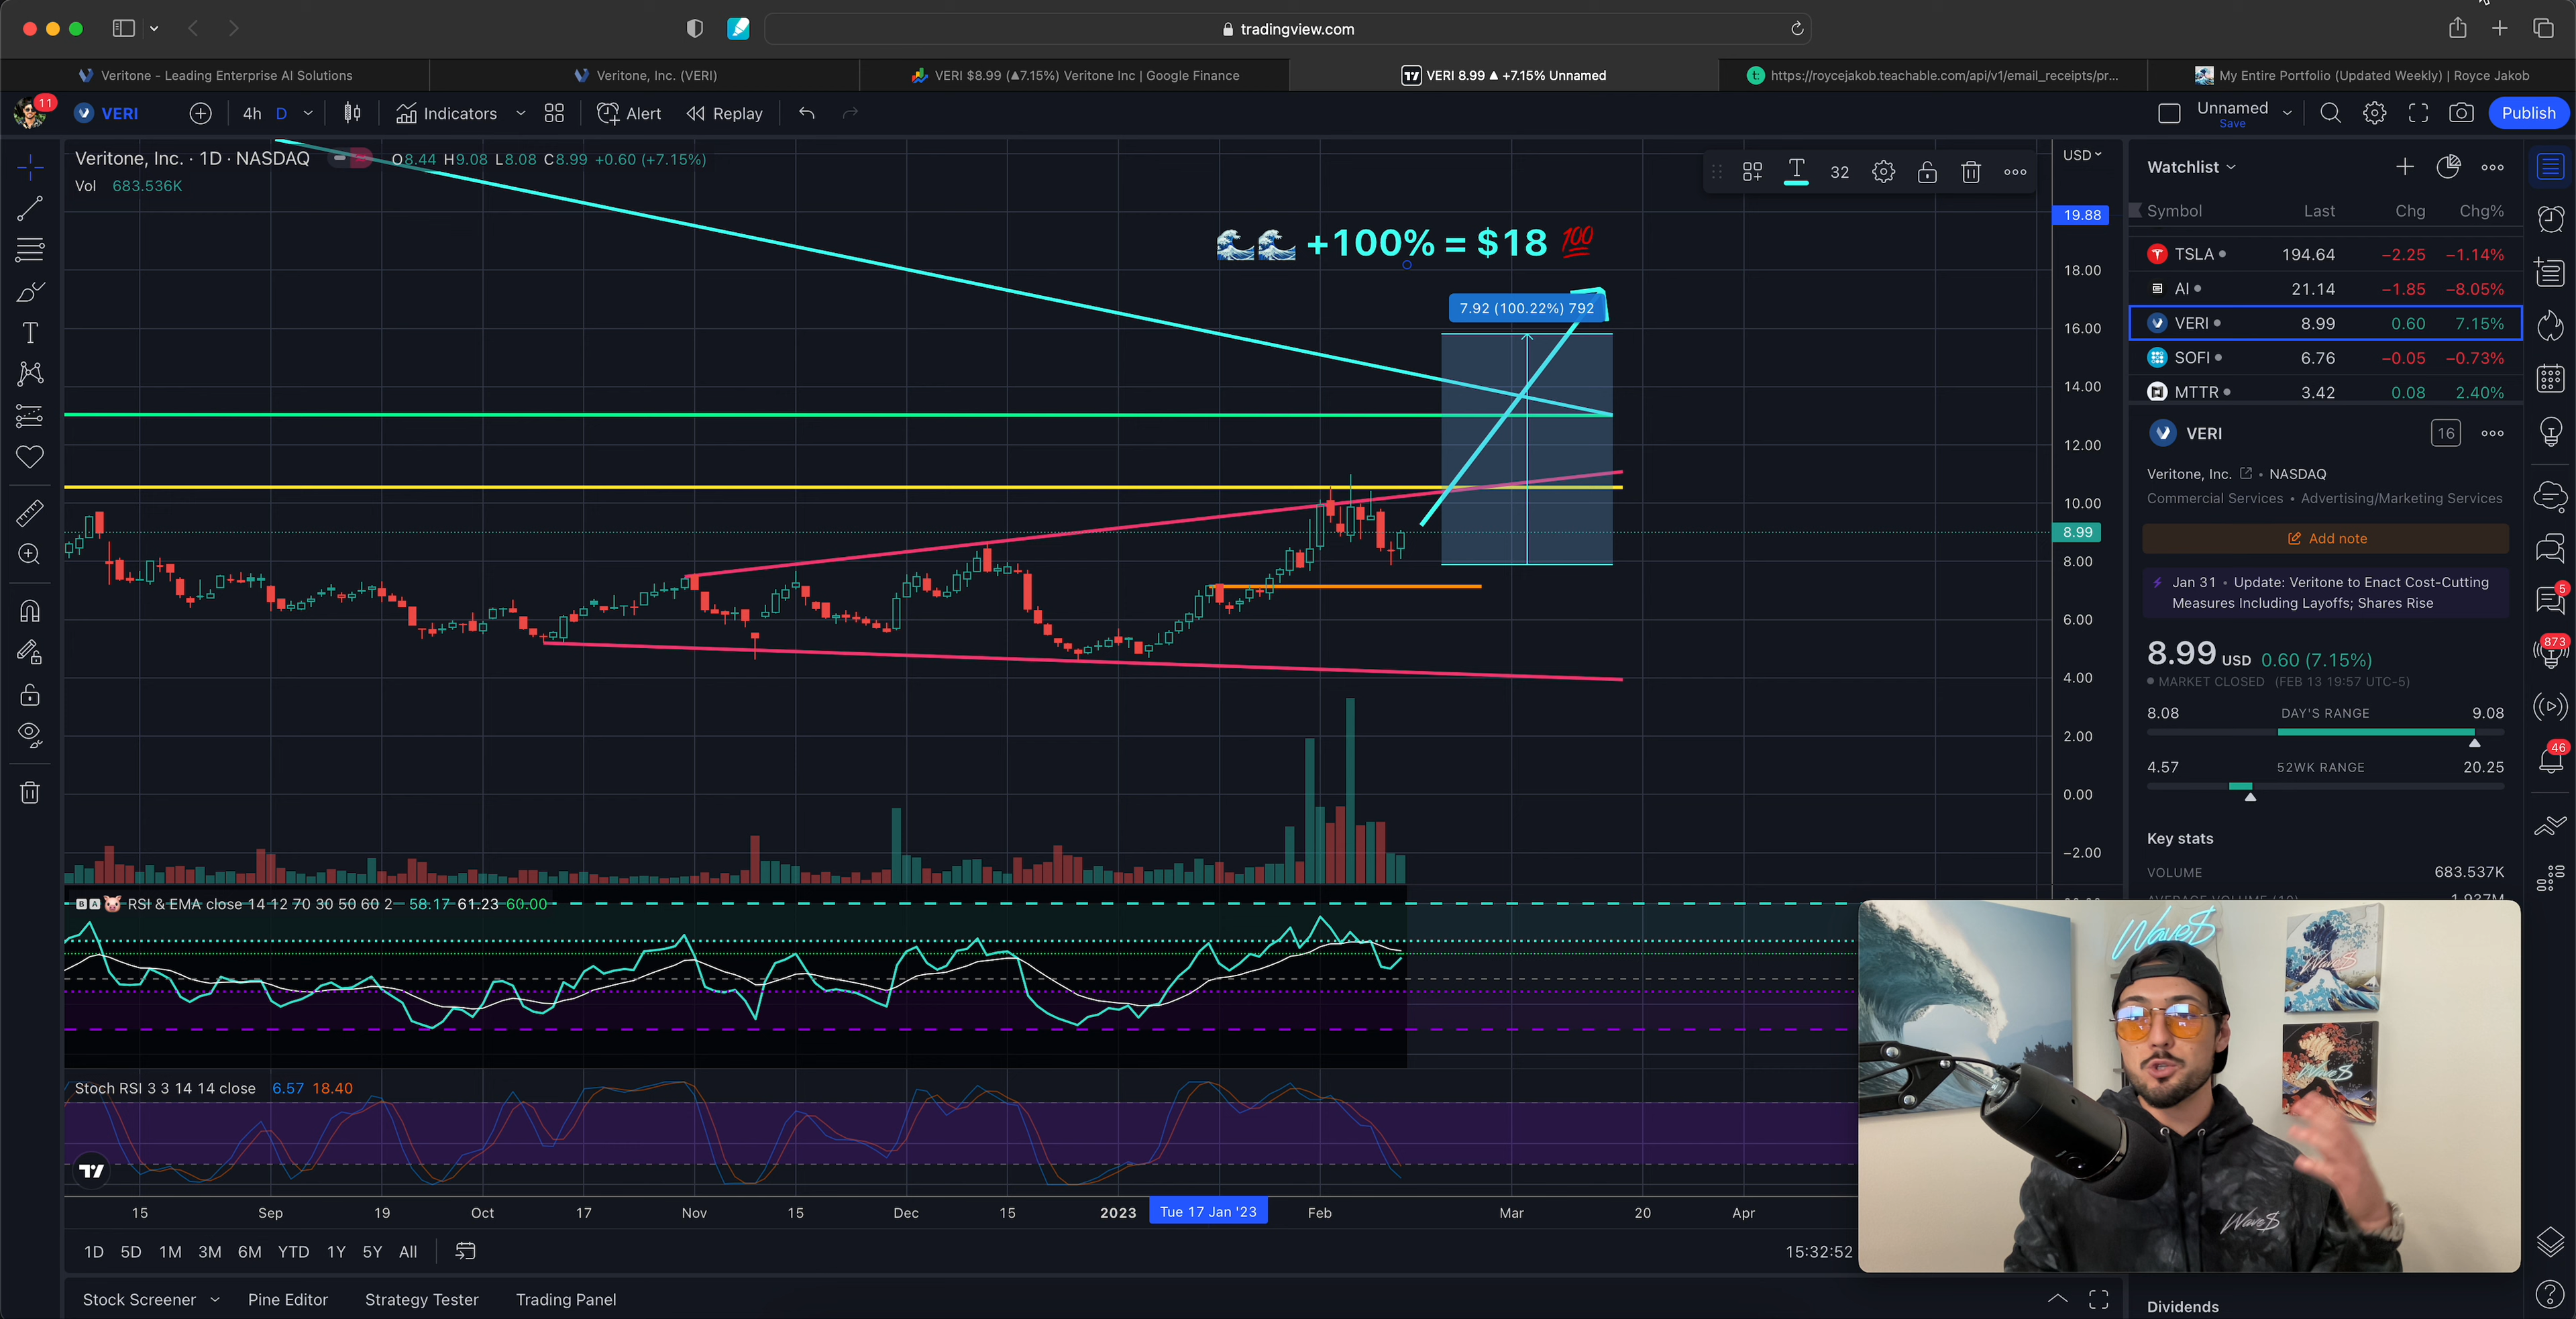 tradingview.com
Veritone - Leading Enterprise AI Solutions
Veritone, Inc. (VERI)
VERI $8.99 (▲7.15%) Veritone Inc | Google Finance
VERI 8.99 ▲ +7.15% Unnamed
https://roycejakob.teachable.com/api/v1/email_receipts/pr...
My Entire Portfolio (Updated Weekly) | Royce Jakob
11
VERI
4h
D
Indicators
Alert
Replay
Unnamed
Save
Publish
Veritone, Inc. · 1D · NASDAQ
O8.44 H9.08 L8.08 C8.99 +0.60 (+7.15%)
Vol 683.536K
32
USD
🌊🌊 +100% = $18 💯
7.92 (100.22%) 792
19.88
18.00
16.00
14.00
12.00
10.00
8.99
8.00
6.00
4.00
2.00
0.00
−2.00
RSI & EMA close 14 12 70 30 50 60 2 58.17 61.23 60.00
Stoch RSI 3 3 14 14 close 6.57 18.40
15
Sep
19
Oct
17
Nov
15
Dec
15
2023
Tue 17 Jan '23
Feb
Mar
20
Apr
1D 5D 1M 3M 6M YTD 1Y 5Y All
15:32:52
Stock Screener
Pine Editor
Strategy Tester
Trading Panel
Watchlist
Symbol Last Chg Chg%
TSLA 194.64 −2.25 −1.14%
AI 21.14 −1.85 −8.05%
VERI 8.99 0.60 7.15%
SOFI 6.76 −0.05 −0.73%
MTTR 3.42 0.08 2.40%
VERI
16
Veritone, Inc. • NASDAQ
Commercial Services • Advertising/Marketing Services
Add note
Jan 31 • Update: Veritone to Enact Cost-Cutting
Measures Including Layoffs; Shares Rise
8.99 USD 0.60 (7.15%)
MARKET CLOSED (FEB 13 19:57 UTC-5)
8.08 DAY'S RANGE 9.08
4.57 52WK RANGE 20.25
Key stats
VOLUME 683.537K
Wave$
Wave$
Wave$
Wave$
Dividends
5
873
46